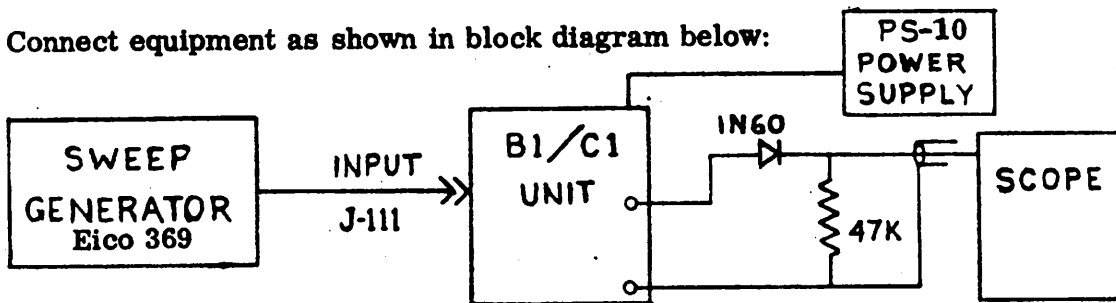 Connect equipment as shown in block diagram below:
PS-10
POWER
SUPPLY
SWEEP
GENERATOR
Eico 369
INPUT
J-111
B1/C1
UNIT
1N60
47K
SCOPE